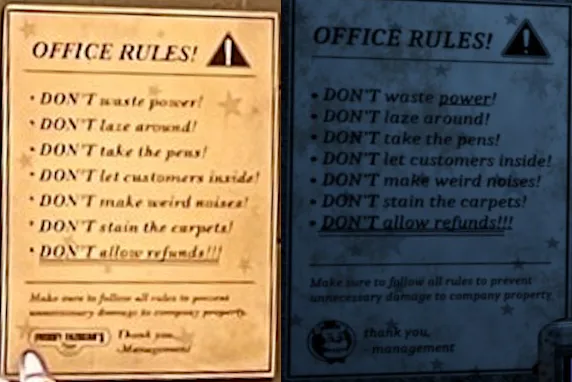 OFFICE RULES!
• DON'T waste power!
• DON'T laze around!
• DON'T take the pens!
• DON'T let customers inside!
• DON'T make weird noises!
• DON'T stain the carpets!
• DON'T allow refunds!!!
Make sure to follow all rules to prevent
unnecessary damage to company property.
FREDDY FAZBEAR'S
Thank you,
-Management
OFFICE RULES!
• DON'T waste power!
• DON'T laze around!
• DON'T take the pens!
• DON'T let customers inside!
• DON'T make weird noises!
• DON'T stain the carpets!
• DON'T allow refunds!!!
Make sure to follow all rules to prevent
unnecessary damage to company property
thank you,
-management